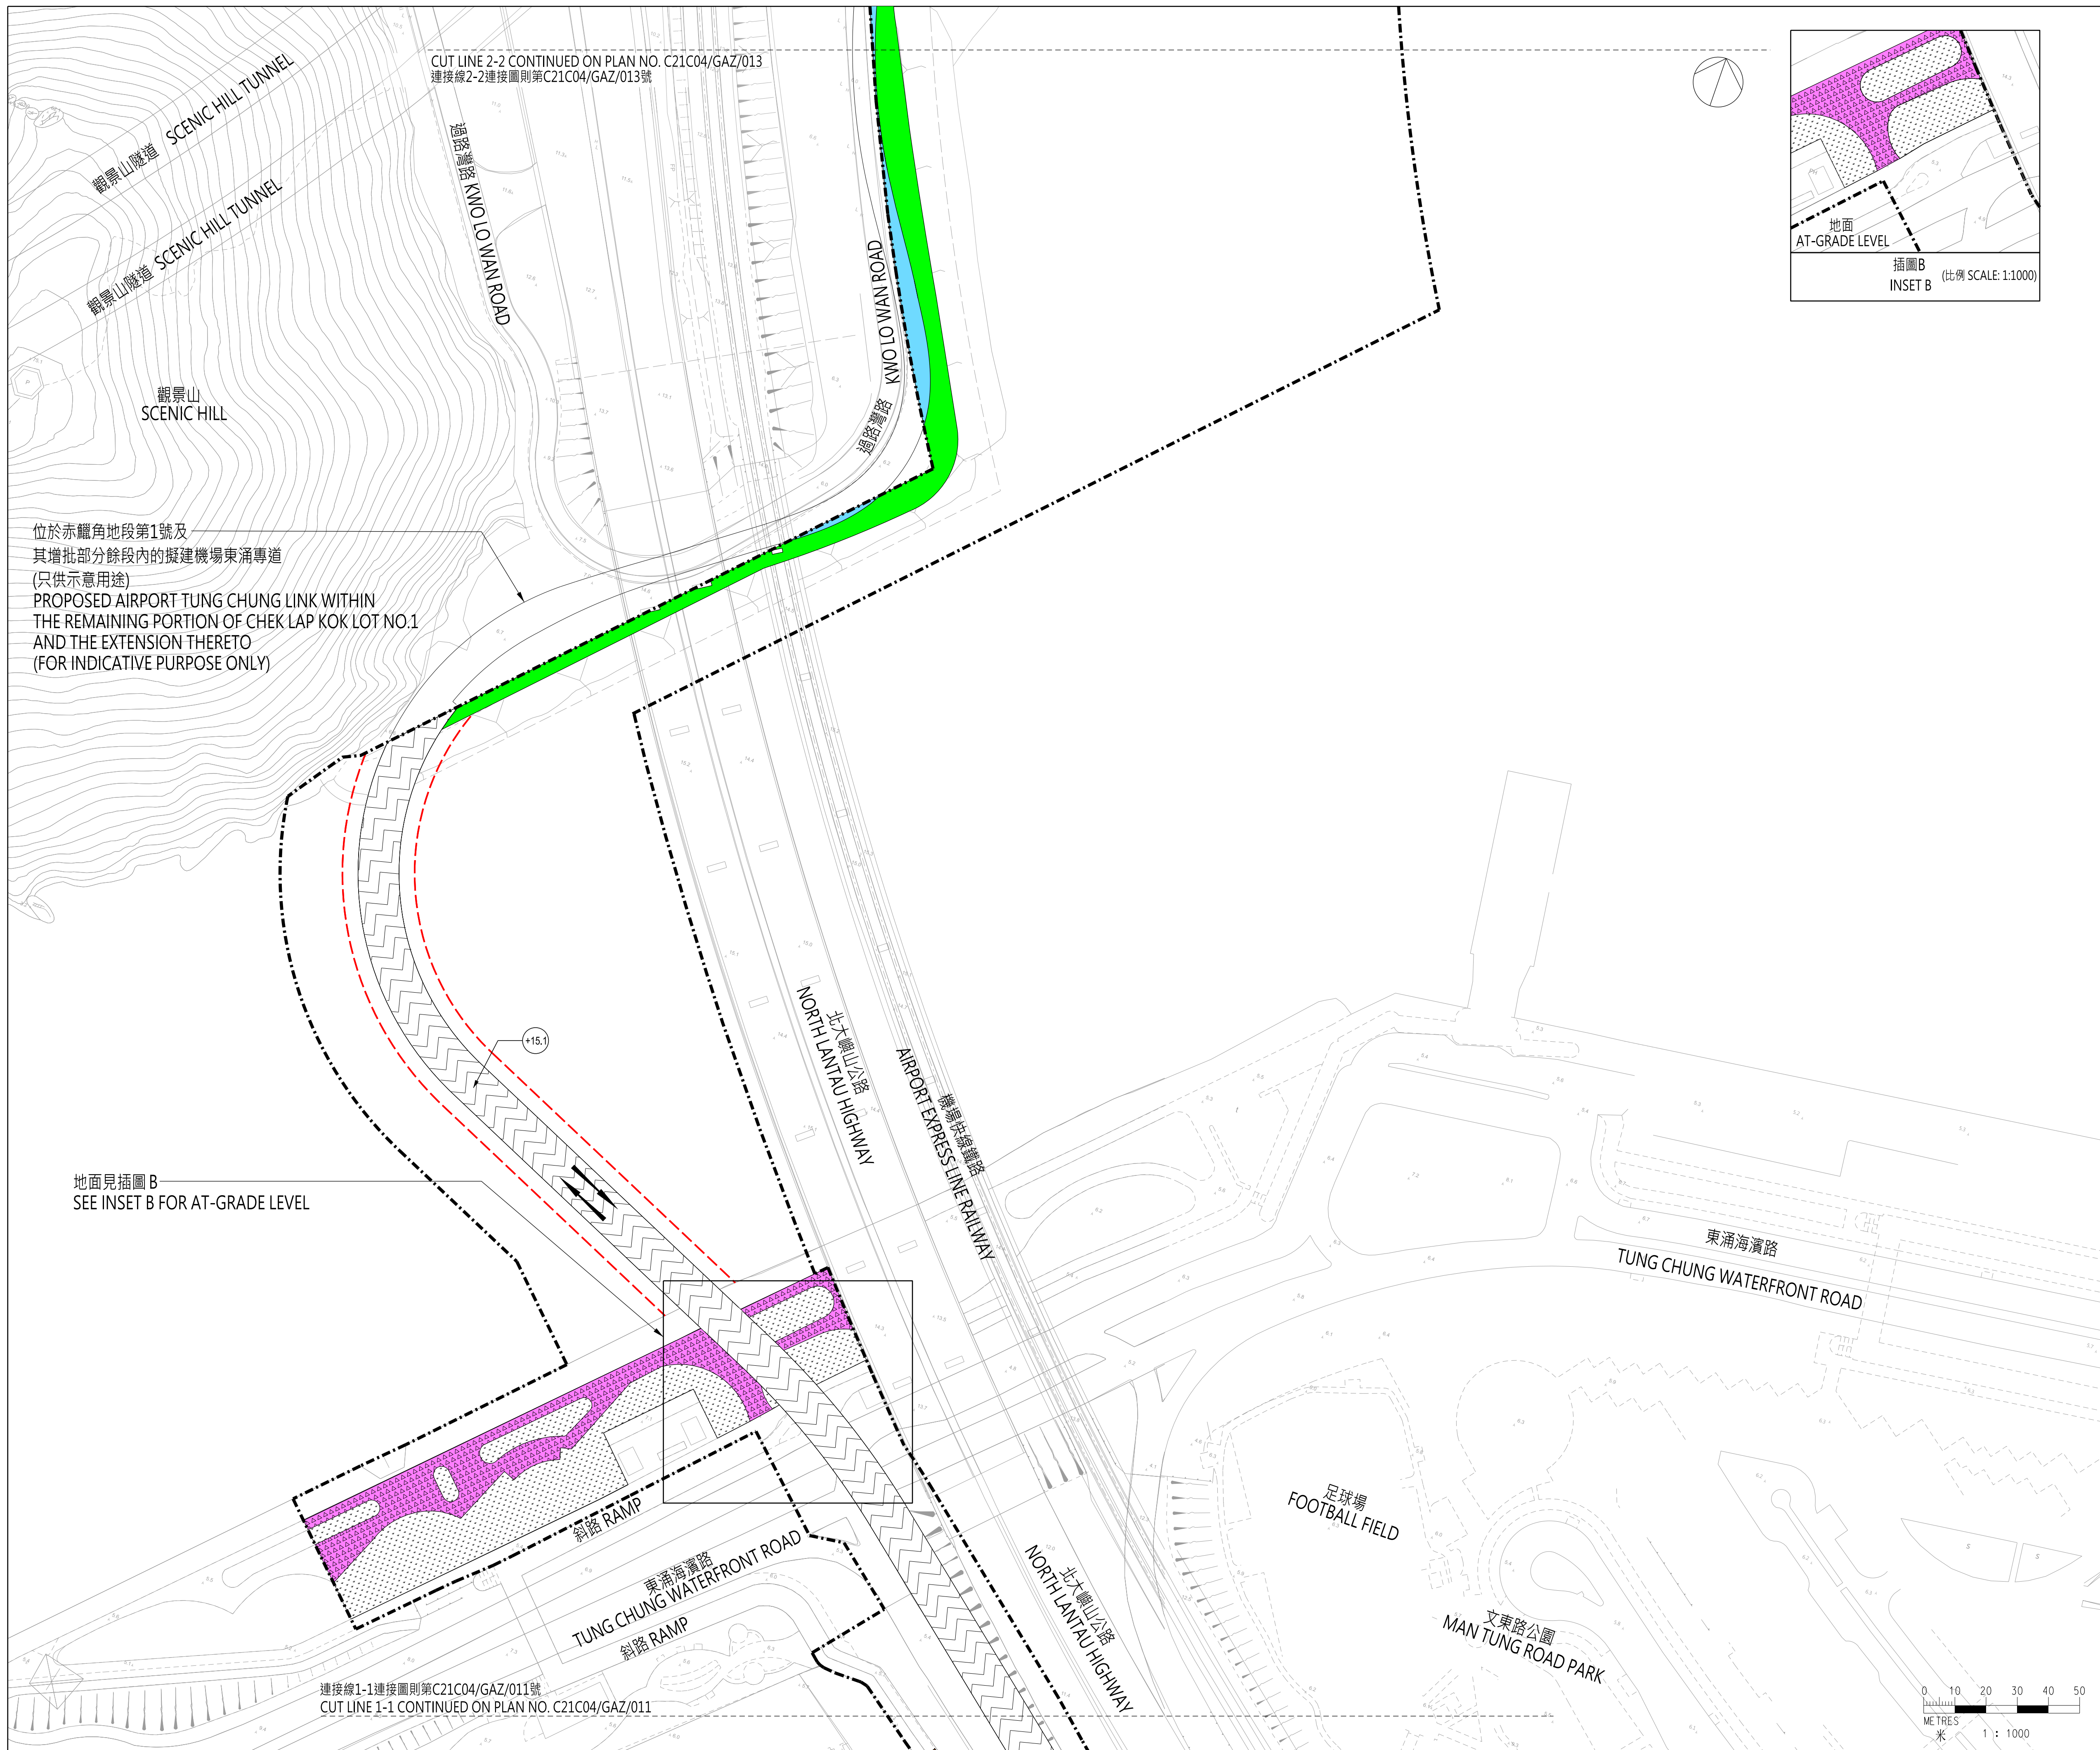 CUT LINE 2-2 CONTINUED ON PLAN NO. C21C04/GAZ/013
連接線2-2連接圖則第C21C04/GAZ/013號
觀景山隧道 SCENIC HILL TUNNEL
觀景山隧道 SCENIC HILL TUNNEL
過路灣路 KWO LO WAN ROAD
過路灣路 KWO LO WAN ROAD
地面
AT-GRADE LEVEL
插圖B
INSET B
(比例 SCALE: 1:1000)
觀景山
SCENIC HILL
位於赤鱲角地段第1號及
其增批部分餘段內的擬建機場東涌專道
(只供示意用途)
PROPOSED AIRPORT TUNG CHUNG LINK WITHIN
THE REMAINING PORTION OF CHEK LAP KOK LOT NO.1
AND THE EXTENSION THERETO
(FOR INDICATIVE PURPOSE ONLY)
+15.1
北大嶼山公路
NORTH LANTAU HIGHWAY
機場快線鐵路
AIRPORT EXPRESS LINE RAILWAY
地面見插圖 B
SEE INSET B FOR AT-GRADE LEVEL
東涌海濱路
TUNG CHUNG WATERFRONT ROAD
足球場
FOOTBALL FIELD
斜路 RAMP
東涌海濱路
TUNG CHUNG WATERFRONT ROAD
斜路 RAMP
北大嶼山公路
NORTH LANTAU HIGHWAY
文東路公園
MAN TUNG ROAD PARK
連接線1-1連接圖則第C21C04/GAZ/011號
CUT LINE 1-1 CONTINUED ON PLAN NO. C21C04/GAZ/011
0 10 20 30 40 50
METRES
米 1 : 1000